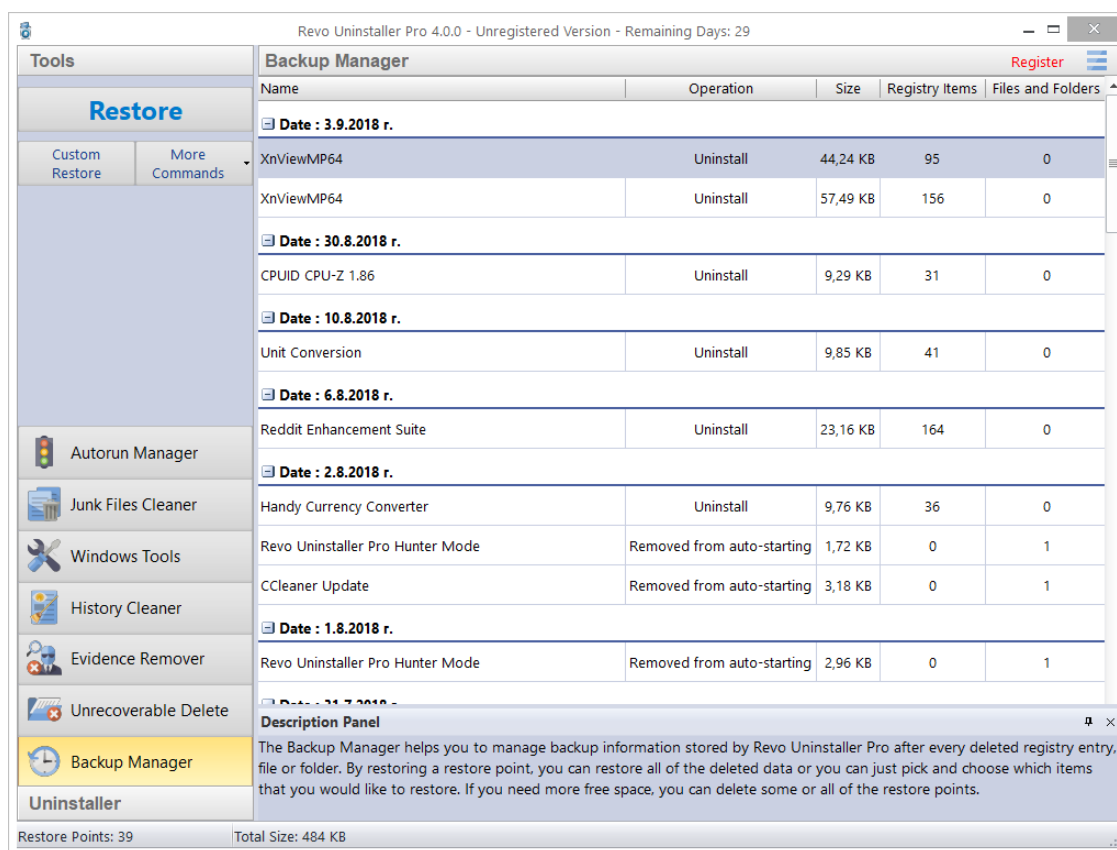 Revo Uninstaller Pro 4.0.0 - Unregistered Version - Remaining Days: 29
Tools
Backup Manager
Register
Restore
Custom Restore
More Commands
Autorun Manager
Junk Files Cleaner
Windows Tools
History Cleaner
Evidence Remover
Unrecoverable Delete
Backup Manager
Uninstaller
Name Operation Size Registry Items Files and Folders
Date : 3.9.2018 r.
XnViewMP64 Uninstall 44,24 KB 95 0
XnViewMP64 Uninstall 57,49 KB 156 0
Date : 30.8.2018 r.
CPUID CPU-Z 1.86 Uninstall 9,29 KB 31 0
Date : 10.8.2018 r.
Unit Conversion Uninstall 9,85 KB 41 0
Date : 6.8.2018 r.
Reddit Enhancement Suite Uninstall 23,16 KB 164 0
Date : 2.8.2018 r.
Handy Currency Converter Uninstall 9,76 KB 36 0
Revo Uninstaller Pro Hunter Mode Removed from auto-starting 1,72 KB 0 1
CCleaner Update Removed from auto-starting 3,18 KB 0 1
Date : 1.8.2018 r.
Revo Uninstaller Pro Hunter Mode Removed from auto-starting 2,96 KB 0 1
Date : 31.7.2018 r.
Description Panel
The Backup Manager helps you to manage backup information stored by Revo Uninstaller Pro after every deleted registry entry,
file or folder. By restoring a restore point, you can restore all of the deleted data or you can just pick and choose which items
that you would like to restore. If you need more free space, you can delete some or all of the restore points.
Restore Points: 39
Total Size: 484 KB